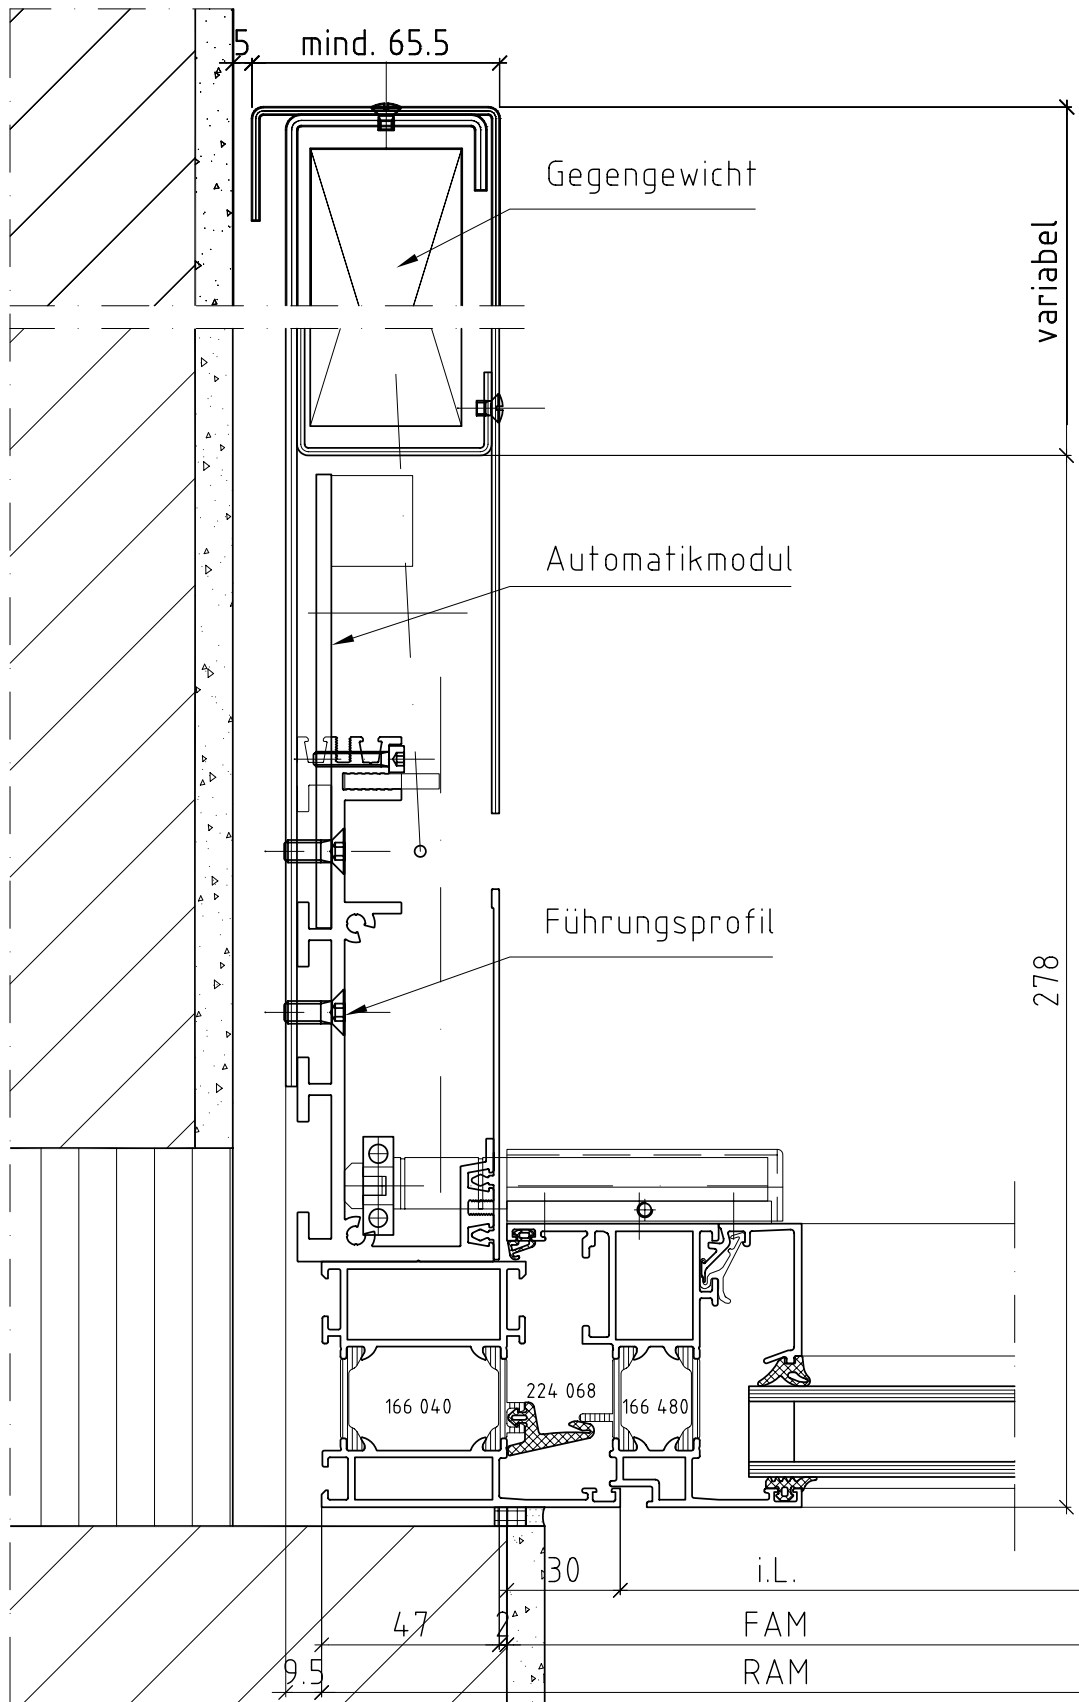 5
mind. 65.5
Gegengewicht
variabel
Automatikmodul
Führungsprofil
278
224 068
166 040
166 480
30
i.L.
47
2
FAM
9.5
RAM